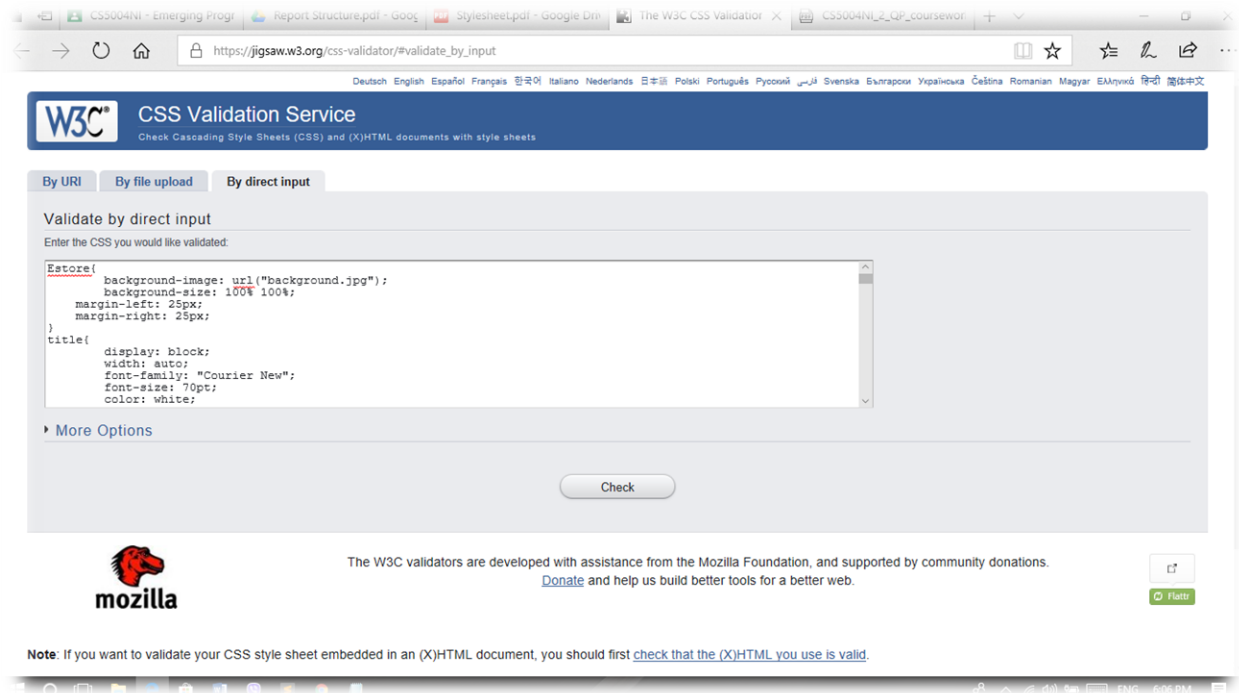 CS5004NI - Emerging Progr
Report Structure.pdf - Goog
Stylesheet.pdf - Google Driv
The W3C CSS Validation
CS5004NI_2_QP_coursewor
https://jigsaw.w3.org/css-validator/#validate_by_input
Deutsch English Español Français 한국어 Italiano Nederlands 日本語 Polski Português Русский فارسی Svenska Български Українська Čeština Romanian Magyar Ελληνικά हिन्दी 简体中文
W3C®
CSS Validation Service
Check Cascading Style Sheets (CSS) and (X)HTML documents with style sheets
By URI By file upload By direct input
Validate by direct input
Enter the CSS you would like validated:
Estore{
background-image: url("background.jpg");
background-size: 100% 100%;
margin-left: 25px;
margin-right: 25px;
}
title{
display: block;
width: auto;
font-family: "Courier New";
font-size: 70pt;
color: white;
More Options
Check
mozilla
The W3C validators are developed with assistance from the Mozilla Foundation, and supported by community donations.
Donate and help us build better tools for a better web.
Flattr
Note: If you want to validate your CSS style sheet embedded in an (X)HTML document, you should first check that the (X)HTML you use is valid.
ENG 6:06 PM